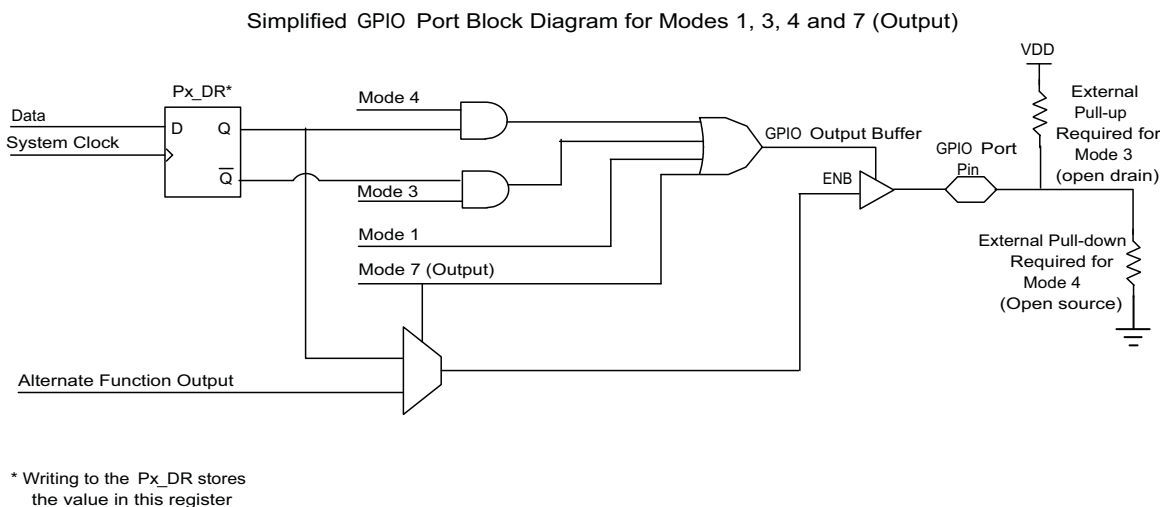 Simplified GPIO Port Block Diagram for Modes 1, 3, 4 and 7 (Output)
VDD
Px_DR*
Mode 4
External
Pull-up
Required for
Mode 3
(open drain)
Data
D Q
GPIO Output Buffer
System Clock
GPIO Port
Pin
Q
ENB
Mode 3
Mode 1
External Pull-down
Required for
Mode 4
(Open source)
Mode 7 (Output)
Alternate Function Output
* Writing to the Px_DR stores
the value in this register